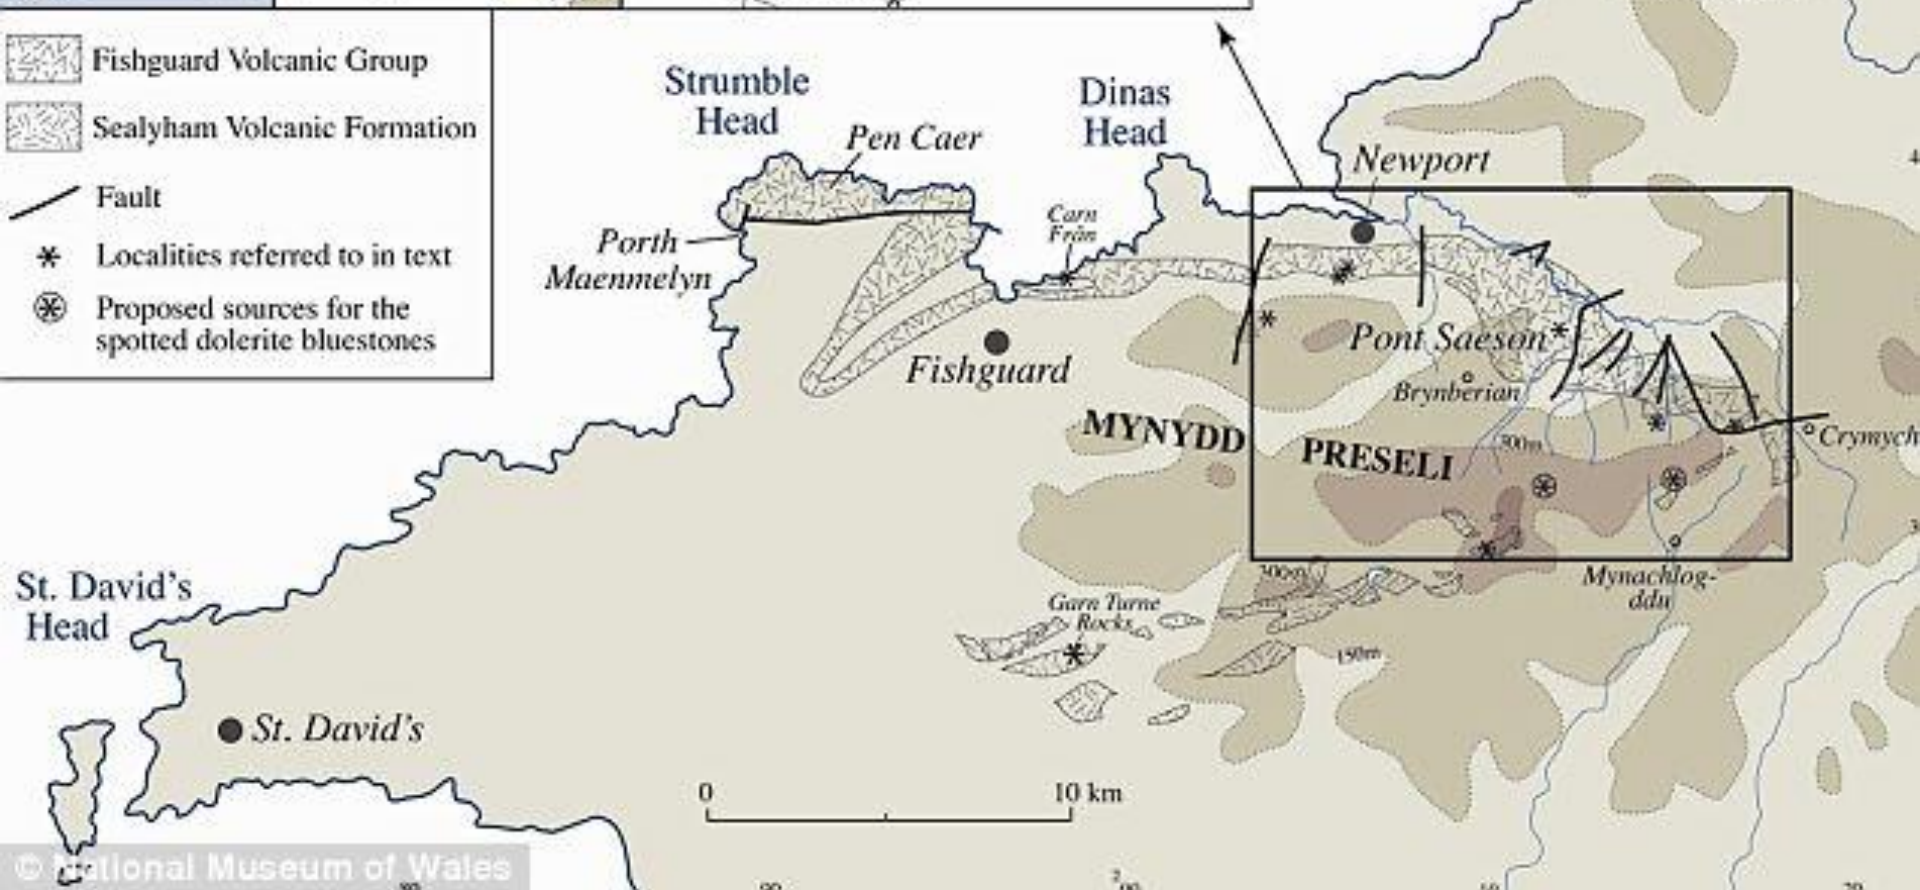 Fishguard Volcanic Group
Sealyham Volcanic Formation
Fault
Localities referred to in text
Proposed sources for the
spotted dolerite bluestones
Strumble
Head
Pen Caer
Dinas
Head
Newport
Carn
Frân
Porth
Maenmelyn
Fishguard
Pont Saeson
Brynberian
MYNYDD
PRESELI
300m
Crymych
300m
Mynachlog-
ddu
Garn Turne
Rocks
150m
St. David's
Head
St. David's
0
10 km
© National Museum of Wales